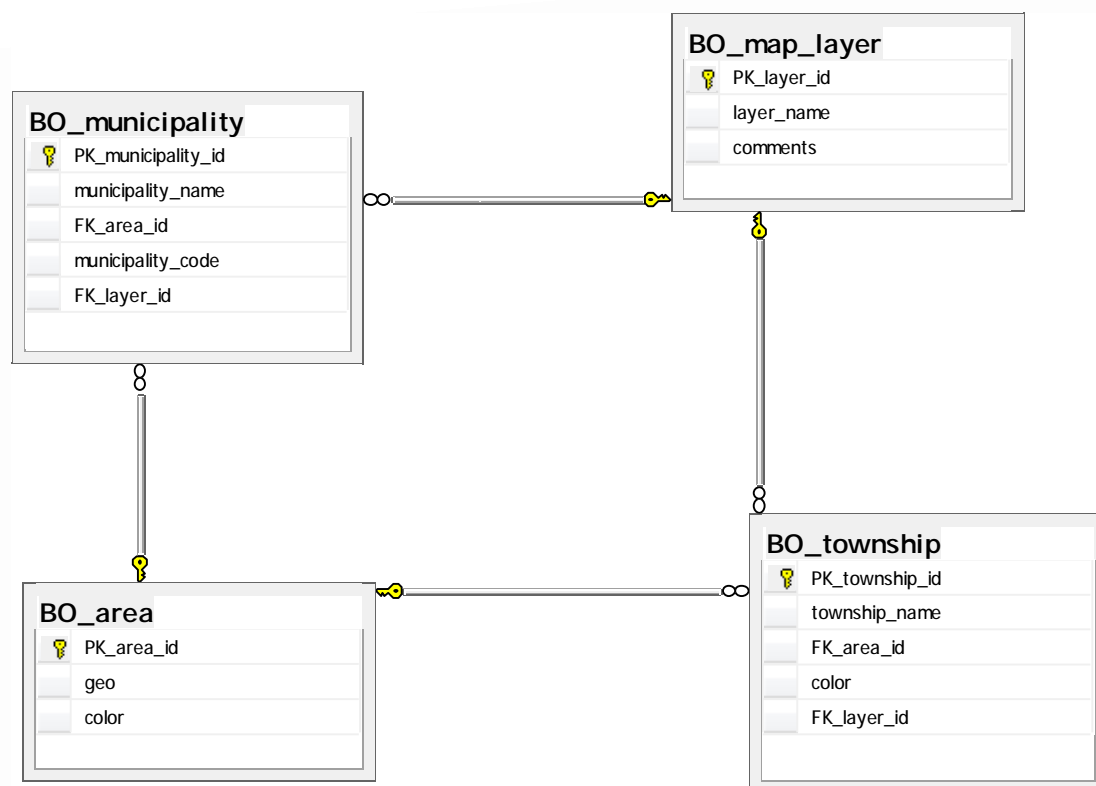 BO_map_layer
PK_layer_id
layer_name
comments
BO_municipality
PK_municipality_id
municipality_name
FK_area_id
municipality_code
FK_layer_id
BO_area
PK_area_id
geo
color
BO_township
PK_township_id
township_name
FK_area_id
color
FK_layer_id